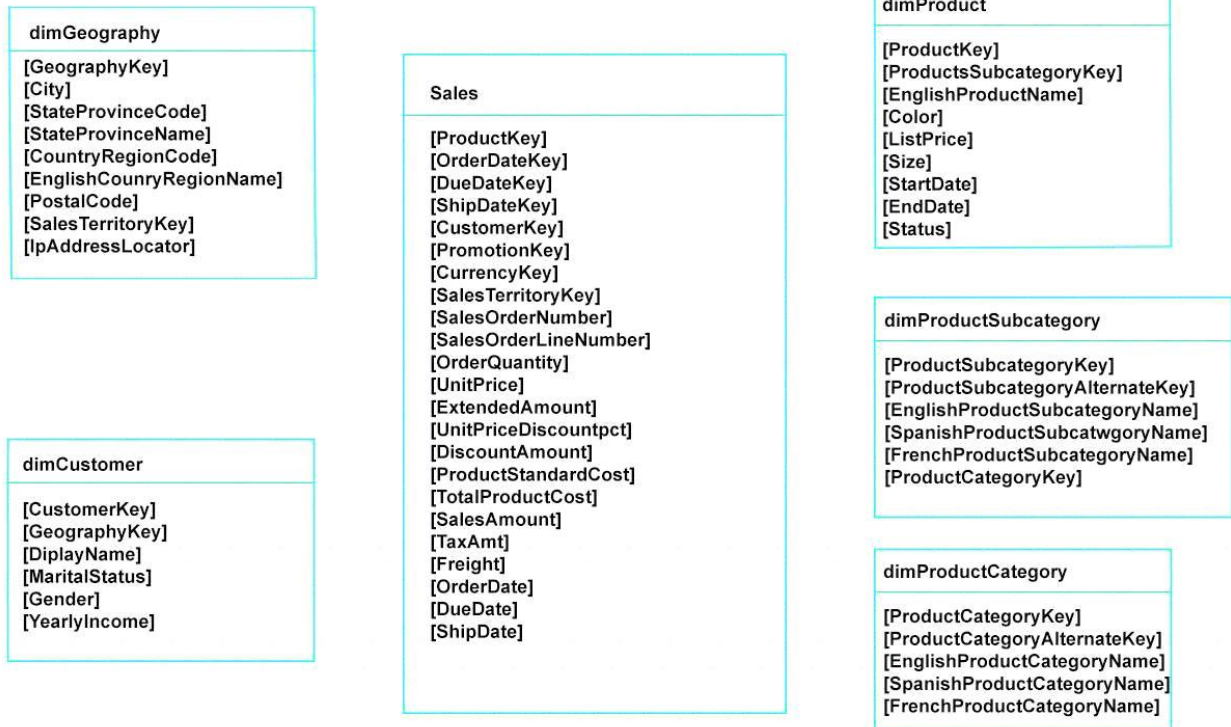 dimGeography
[GeographyKey]
[City]
[StateProvinceCode]
[StateProvinceName]
[CountryRegionCode]
[EnglishCounryRegionName]
[PostalCode]
[SalesTerritoryKey]
[IpAddressLocator]
dimCustomer
[CustomerKey]
[GeographyKey]
[DiplayName]
[MaritalStatus]
[Gender]
[YearlyIncome]
Sales
[ProductKey]
[OrderDateKey]
[DueDateKey]
[ShipDateKey]
[CustomerKey]
[PromotionKey]
[CurrencyKey]
[SalesTerritoryKey]
[SalesOrderNumber]
[SalesOrderLineNumber]
[OrderQuantity]
[UnitPrice]
[ExtendedAmount]
[UnitPriceDiscountpct]
[DiscountAmount]
[ProductStandardCost]
[TotalProductCost]
[SalesAmount]
[TaxAmt]
[Freight]
[OrderDate]
[DueDate]
[ShipDate]
dimProduct
[ProductKey]
[ProductsSubcategoryKey]
[EnglishProductName]
[Color]
[ListPrice]
[Size]
[StartDate]
[EndDate]
[Status]
dimProductSubcategory
[ProductSubcategoryKey]
[ProductSubcategoryAlternateKey]
[EnglishProductSubcategoryName]
[SpanishProductSubcatwgoryName]
[FrenchProductSubcategoryName]
[ProductCategoryKey]
dimProductCategory
[ProductCategoryKey]
[ProductCategoryAlternateKey]
[EnglishProductCategoryName]
[SpanishProductCategoryName]
[FrenchProductCategoryName]